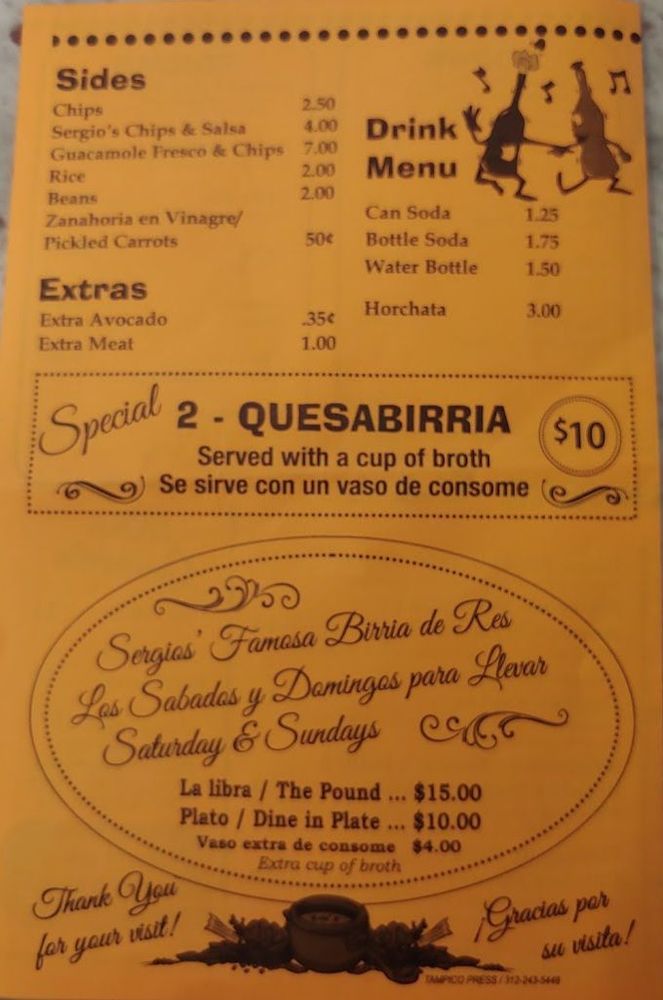 Sides
Chips 2.50
Sergio's Chips & Salsa 4.00
Guacamole Fresco & Chips 7.00
Rice 2.00
Beans 2.00
Zanahoria en Vinagre/
Pickled Carrots 50¢
Extras
Extra Avocado .35¢
Extra Meat 1.00
Drink
Menu
Can Soda 1.25
Bottle Soda 1.75
Water Bottle 1.50
Horchata 3.00
Special 2 - QUESABIRRIA $10
Served with a cup of broth
Se sirve con un vaso de consome
Sergios' Famosa Birria de Res
Los Sabados y Domingos para Llevar
Saturday & Sundays
La libra / The Pound ... $15.00
Plato / Dine in Plate ... $10.00
Vaso extra de consome $4.00
Extra cup of broth
Thank You
for your visit!
¡Gracias por
su visita!
TAMPICO PRESS / 312-243-5448